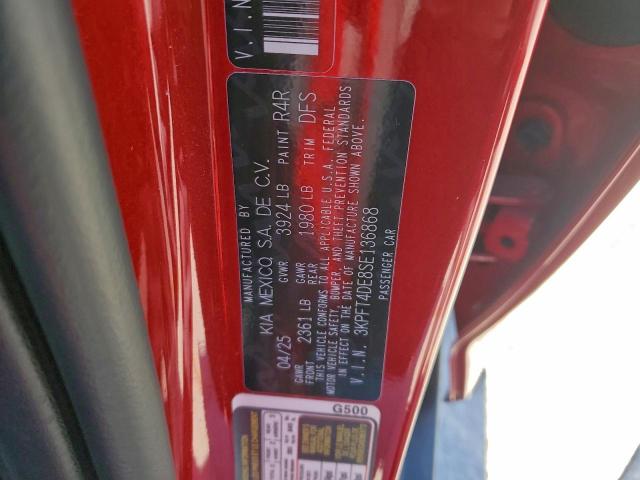 V.I.N
MANUFACTURED BY
KIA MEXICO, S.A. DE C.V.
04/25 GVWR 3924 LB PAINT R4R
GAWR FRONT 2361 LB GAWR REAR 1980 LB TRIM DFS
THIS VEHICLE CONFORMS TO ALL APPLICABLE U.S.A. FEDERAL
MOTOR VEHICLE SAFETY, BUMPER, AND THEFT PREVENTION STANDARDS
IN EFFECT ON THE DATE OF MANUFACTURE SHOWN ABOVE.
V.I.N. 3KPFT4DE8SE136868
PASSENGER CAR
G500